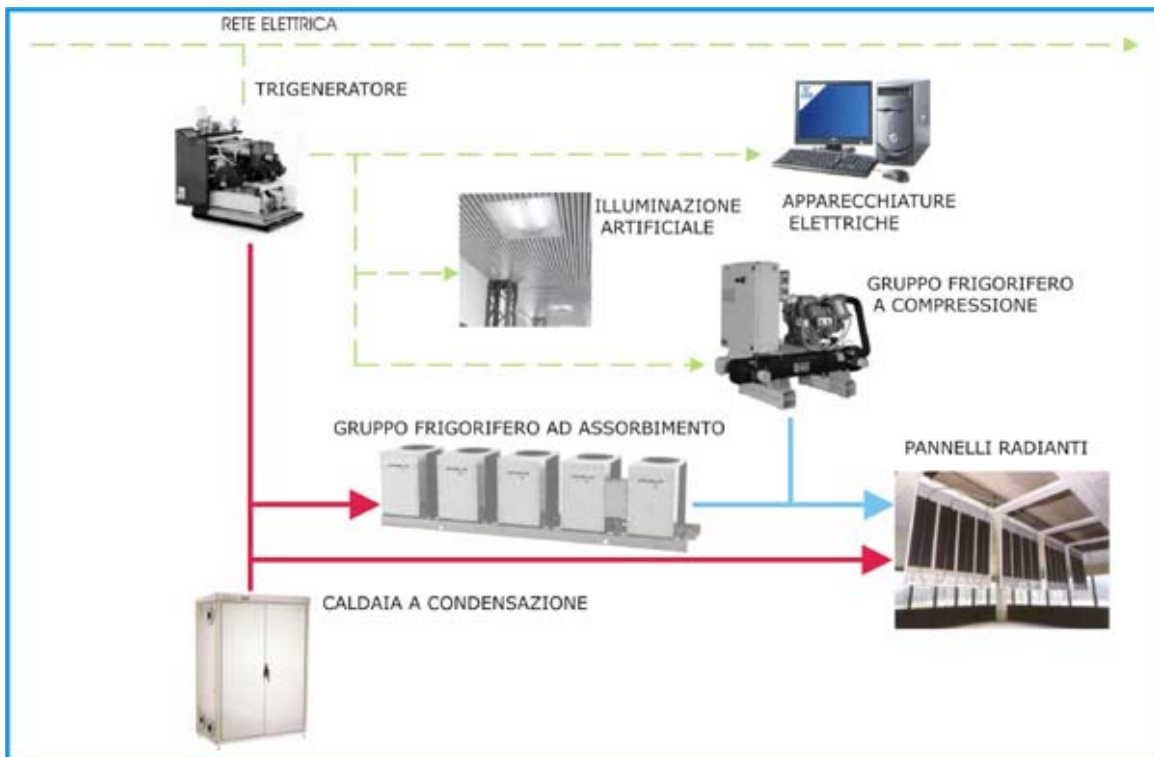 RETE ELETTRICA
TRIGENERATORE
ILLUMINAZIONE
ARTIFICIALE
APPARECCHIATURE
ELETTRICHE
GRUPPO FRIGORIFERO
A COMPRESSIONE
GRUPPO FRIGORIFERO AD ASSORBIMENTO
PANNELLI RADIANTI
CALDAIA A CONDENSAZIONE